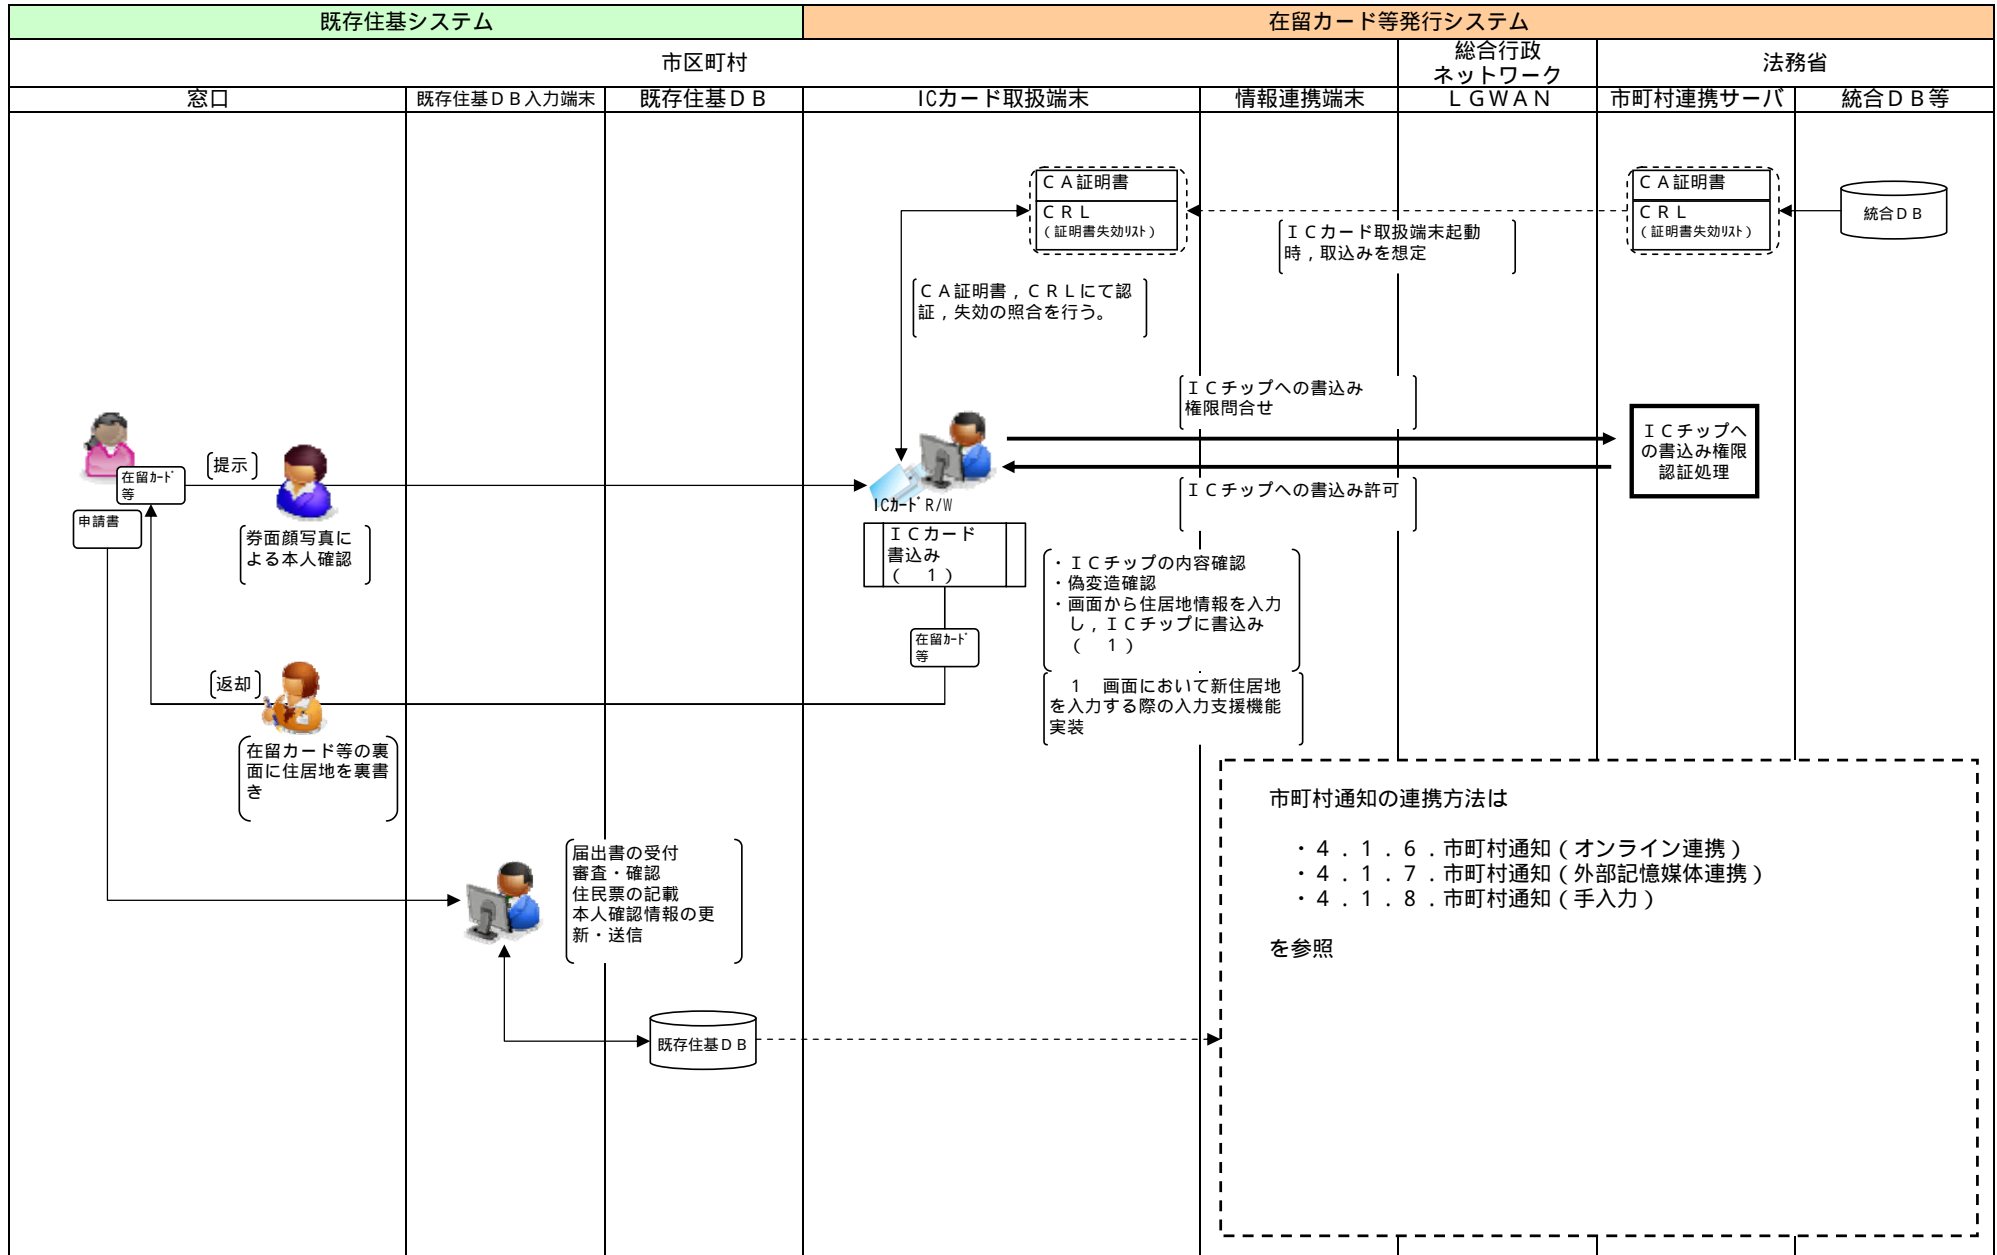 既存住基システム
在留カード等発行システム
市区町村
総合行政
ネットワーク
法務省
窓口
既存住基ＤＢ入力端末
既存住基ＤＢ
ICカード取扱端末
情報連携端末
ＬＧＷＡＮ
市町村連携サーバ
統合ＤＢ等
ＣＡ証明書
ＣＲＬ
（証明書失効ﾘｽﾄ）
ＣＡ証明書
ＣＲＬ
（証明書失効ﾘｽﾄ）
統合ＤＢ
ＩＣカード取扱端末起動
時，取込みを想定
ＣＡ証明書，ＣＲＬにて認
証，失効の照合を行う。
ＩＣチップへの書込み
権限問合せ
ＩＣチップへ
の書込み権限
認証処理
ＩＣチップへの書込み許可
提示
在留ｶｰﾄﾞ
等
申請書
券面顔写真に
よる本人確認
ICｶｰﾄﾞR/W
ＩＣカード
書込み
（　１）
・ＩＣチップの内容確認
・偽変造確認
・画面から住居地情報を入力
し，ＩＣチップに書込み
（　１）
在留ｶｰﾄﾞ
等
返却
１　画面において新住居地
を入力する際の入力支援機能
実装
在留カード等の裏
面に住居地を裏書
き
市町村通知の連携方法は
・４．１．６．市町村通知（オンライン連携）
・４．１．７．市町村通知（外部記憶媒体連携）
・４．１．８．市町村通知（手入力）
を参照
届出書の受付
審査・確認
住民票の記載
本人確認情報の更
新・送信
既存住基ＤＢ